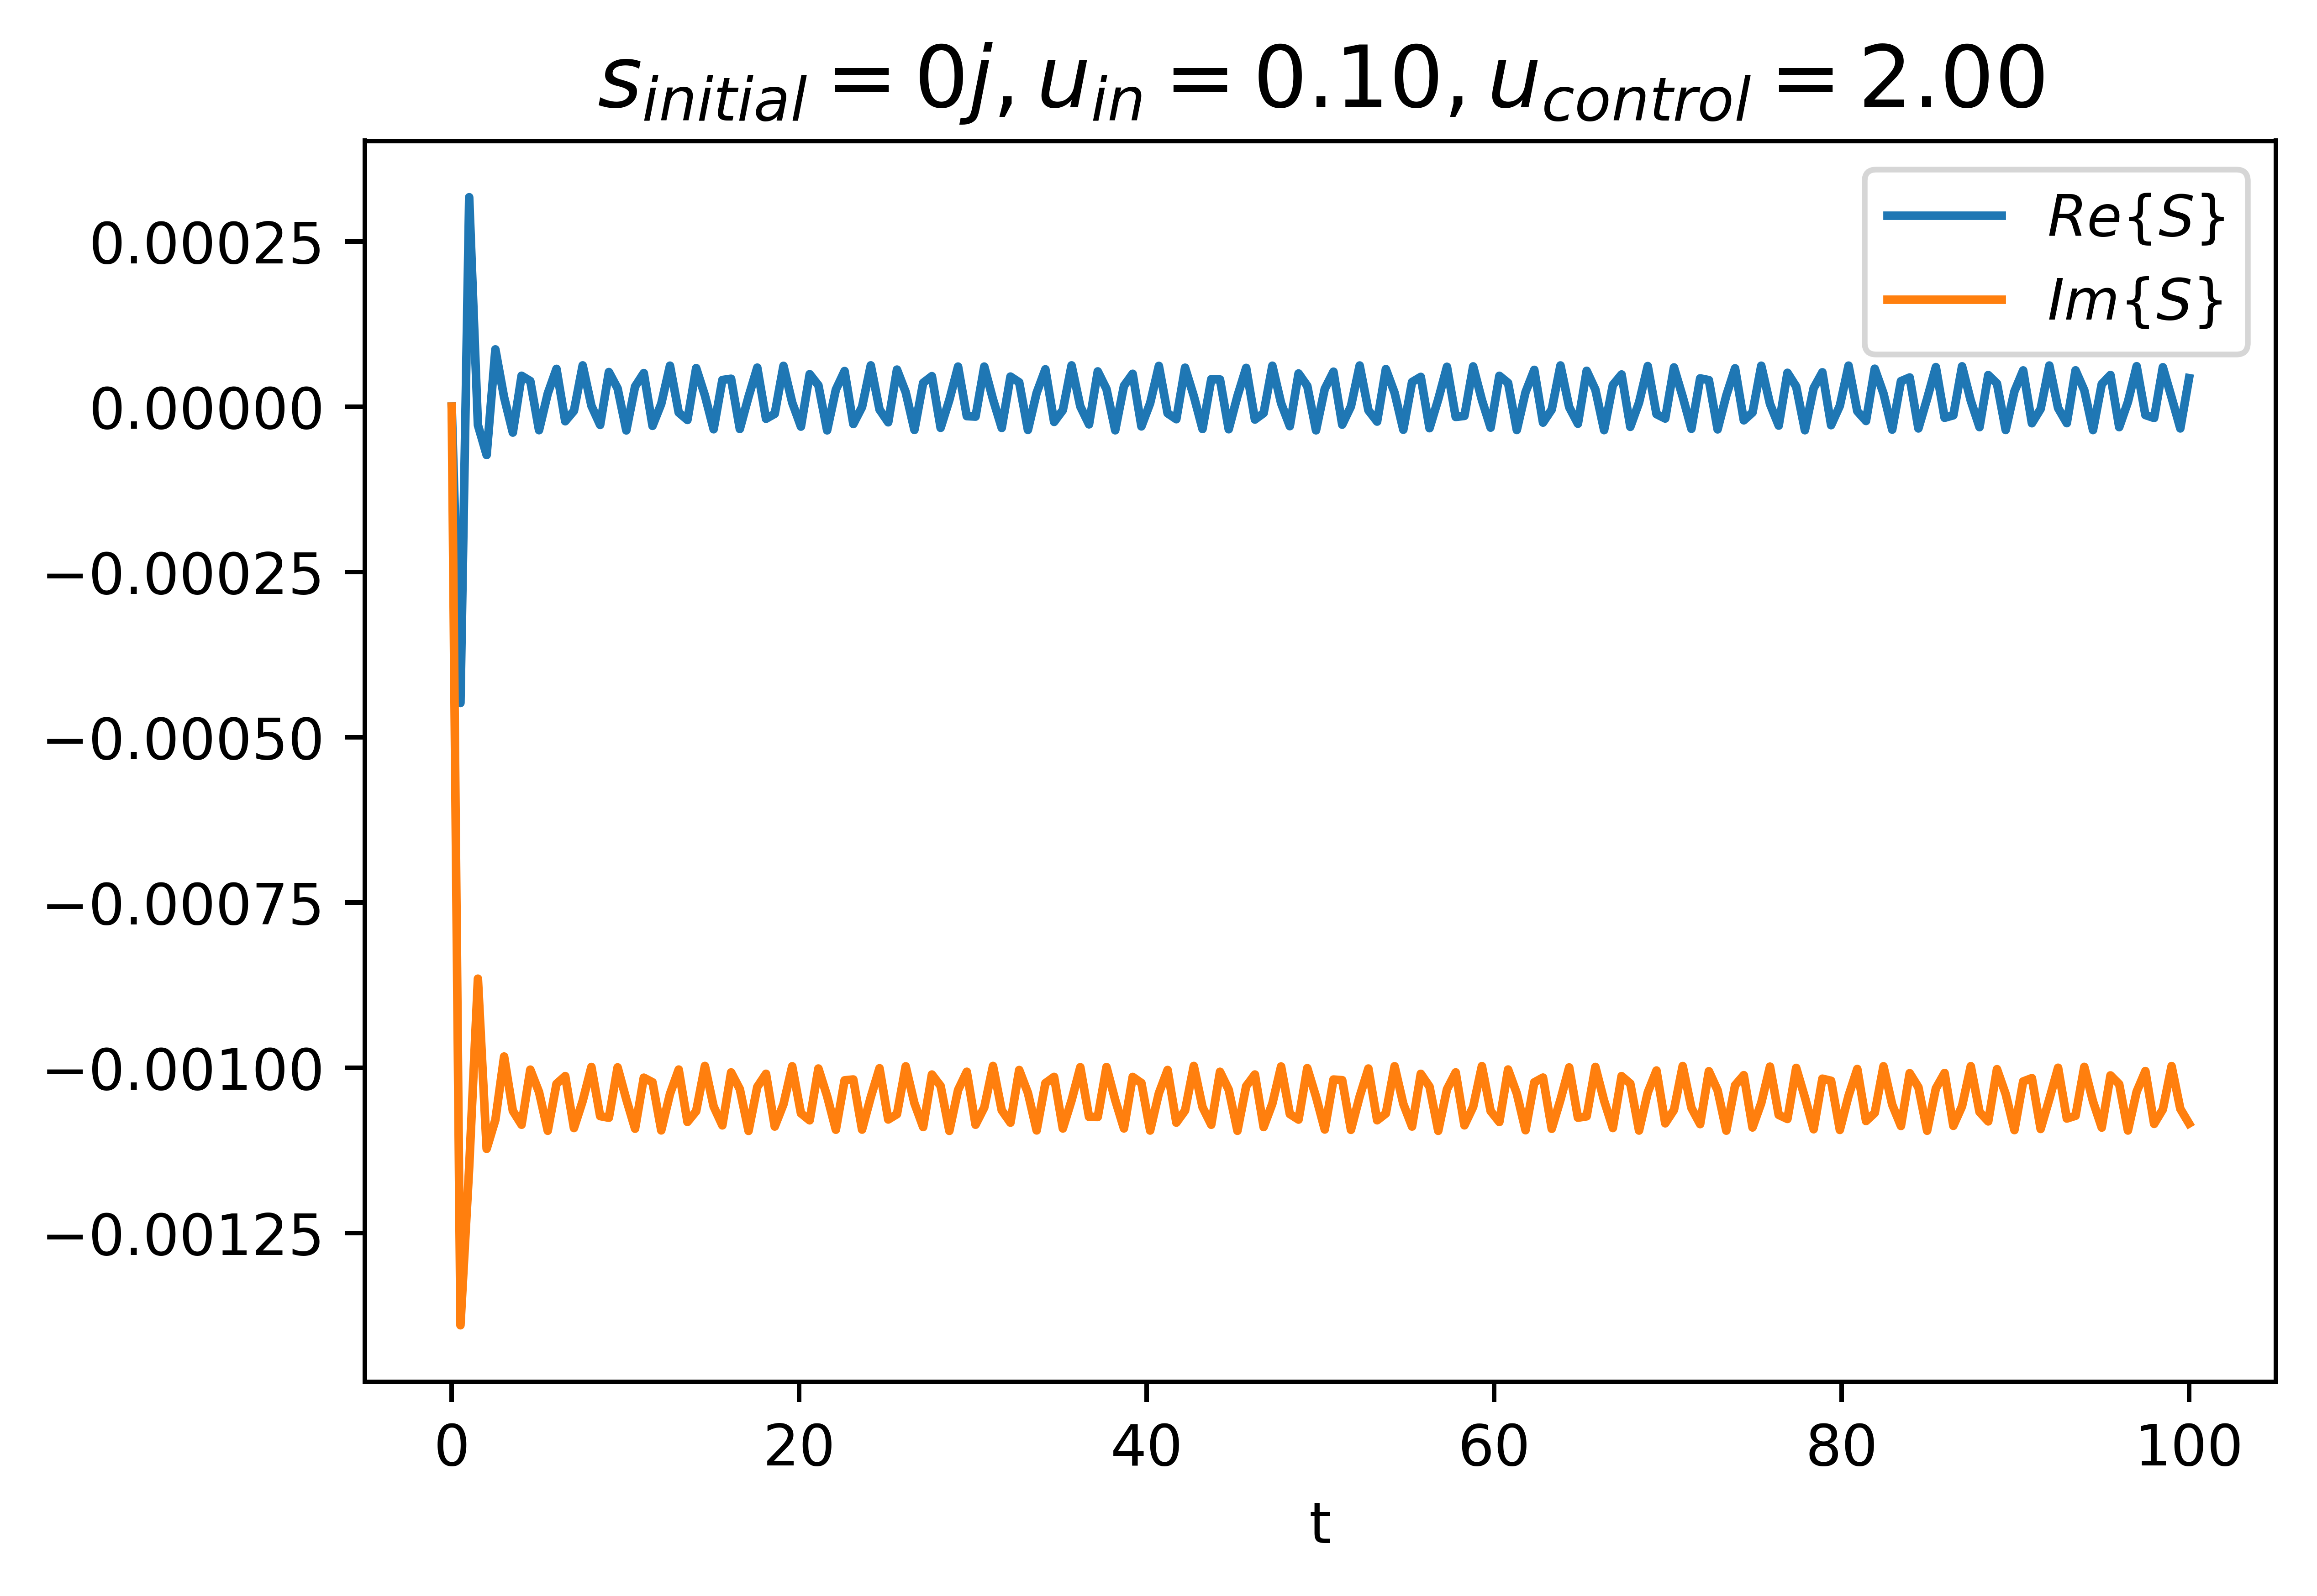 s_initial = 0j, u_in = 0.10, u_control = 2.00
Re{S}
Im{S}
0.00025
0.00000
−0.00025
−0.00050
−0.00075
−0.00100
−0.00125
0 20 40 60 80 100
t